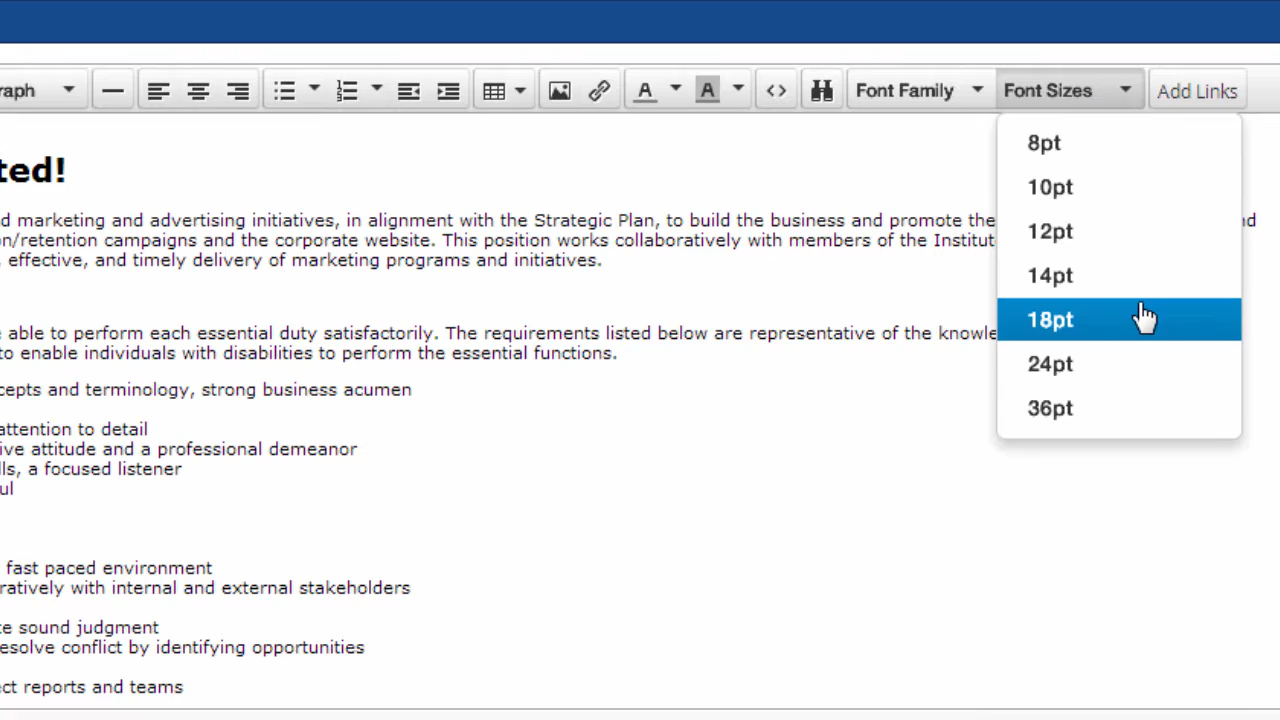 raph A A <> Font Family Font Sizes Add Links
8pt
10pt
12pt
14pt
18pt
24pt
36pt
ted!
d marketing and advertising initiatives, in alignment with the Strategic Plan, to build the business and promote the nd
n/retention campaigns and the corporate website. This position works collaboratively with members of the Institut
, effective, and timely delivery of marketing programs and initiatives.
e able to perform each essential duty satisfactorily. The requirements listed below are representative of the knowle
to enable individuals with disabilities to perform the essential functions.
cepts and terminology, strong business acumen
attention to detail
ive attitude and a professional demeanor
lls, a focused listener
ul
fast paced environment
ratively with internal and external stakeholders
te sound judgment
esolve conflict by identifying opportunities
ect reports and teams